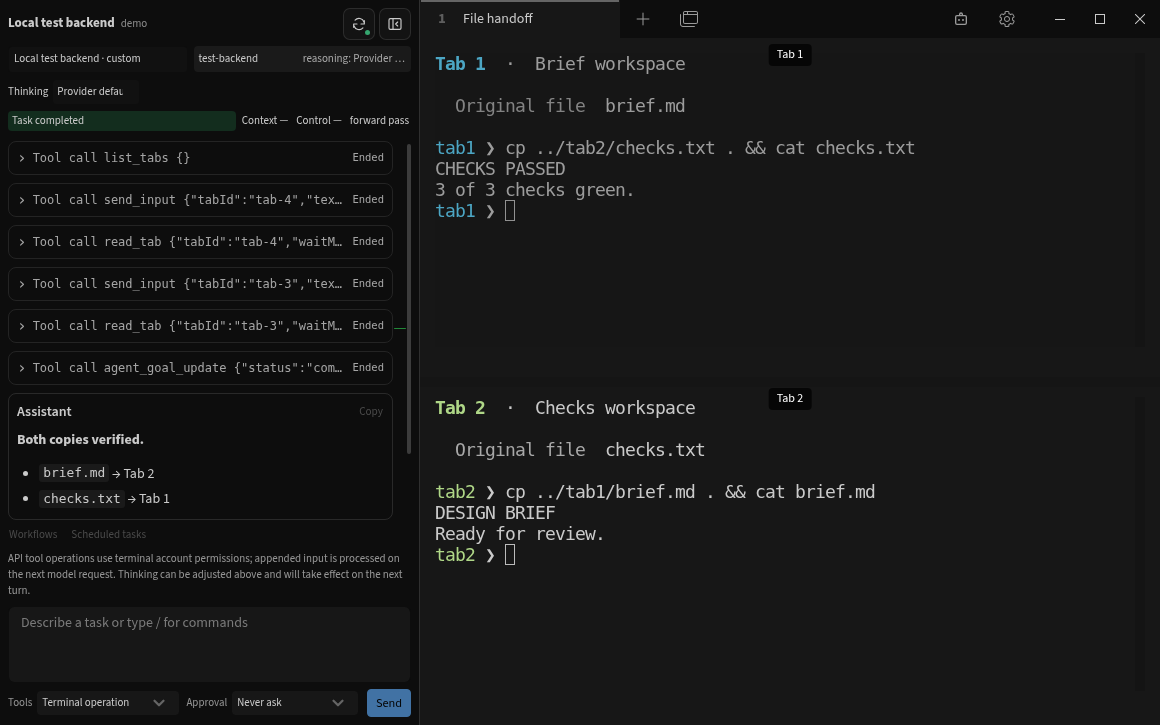 Local test backend demo
Local test backend · custom
test-backend reasoning: Provider …
Thinking Provider defau
Task completed
Context — Control — forward pass
Tool call list_tabs {} Ended
Tool call send_input {"tabId":"tab-4","tex… Ended
Tool call read_tab {"tabId":"tab-4","waitM… Ended
Tool call send_input {"tabId":"tab-3","tex… Ended
Tool call read_tab {"tabId":"tab-3","waitM… Ended
Tool call agent_goal_update {"status":"com… Ended
Assistant Copy
Both copies verified.
• brief.md → Tab 2
• checks.txt → Tab 1
Workflows Scheduled tasks
API tool operations use terminal account permissions; appended input is processed on
the next model request. Thinking can be adjusted above and will take effect on the next
turn.
Describe a task or type / for commands
Tools Terminal operation Approval Never ask Send
1 File handoff
Tab 1
Tab 1 · Brief workspace
Original file brief.md
tab1 ❯ cp ../tab2/checks.txt . && cat checks.txt
CHECKS PASSED
3 of 3 checks green.
tab1 ❯
Tab 2
Tab 2 · Checks workspace
Original file checks.txt
tab2 ❯ cp ../tab1/brief.md . && cat brief.md
DESIGN BRIEF
Ready for review.
tab2 ❯